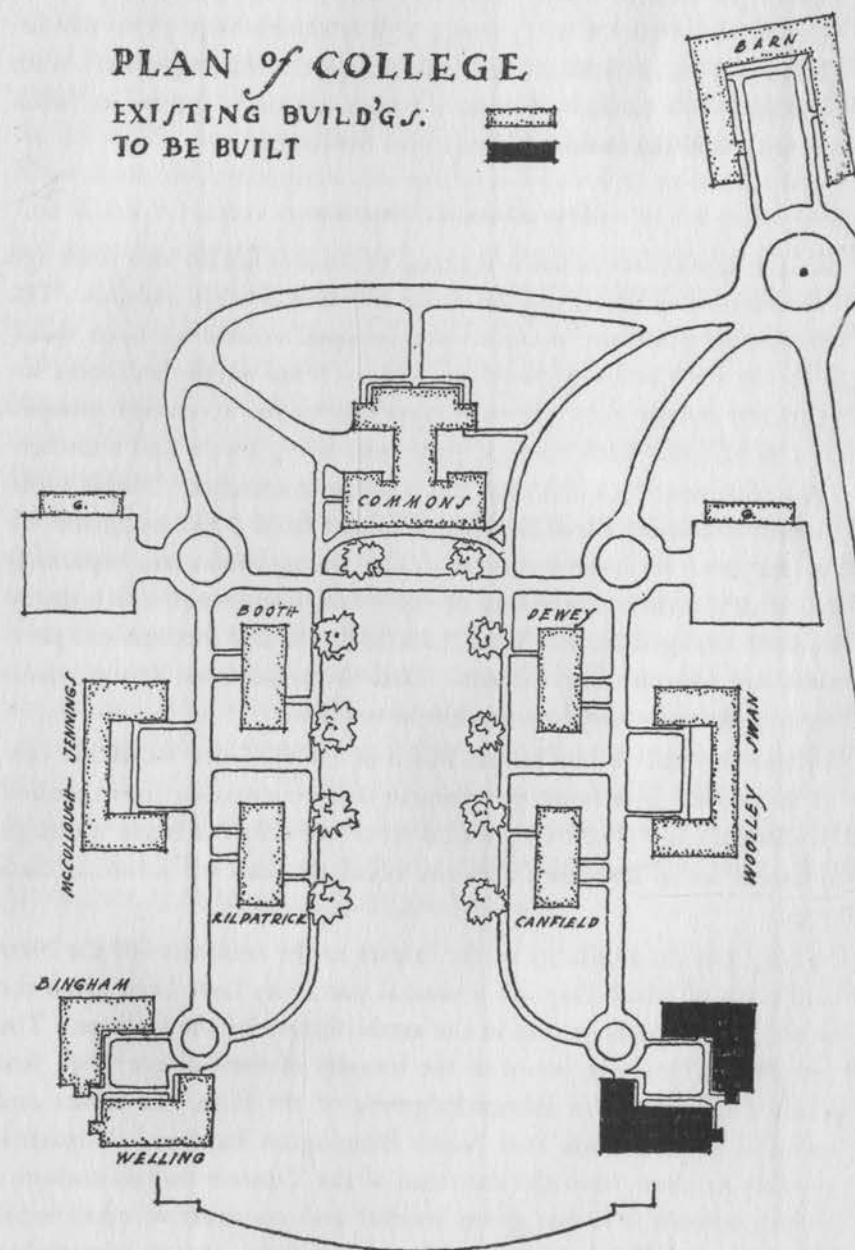 PLAN of COLLEGE
EXISTING BUILD'GS.
TO BE BUILT
BARN
COMMONS
G.
G.
BOOTH
DEWEY
MCCULLOUGH— JENNINGS
WOOLLEY SWAN
KILPATRICK
CANFIELD
BINGHAM
WELLING